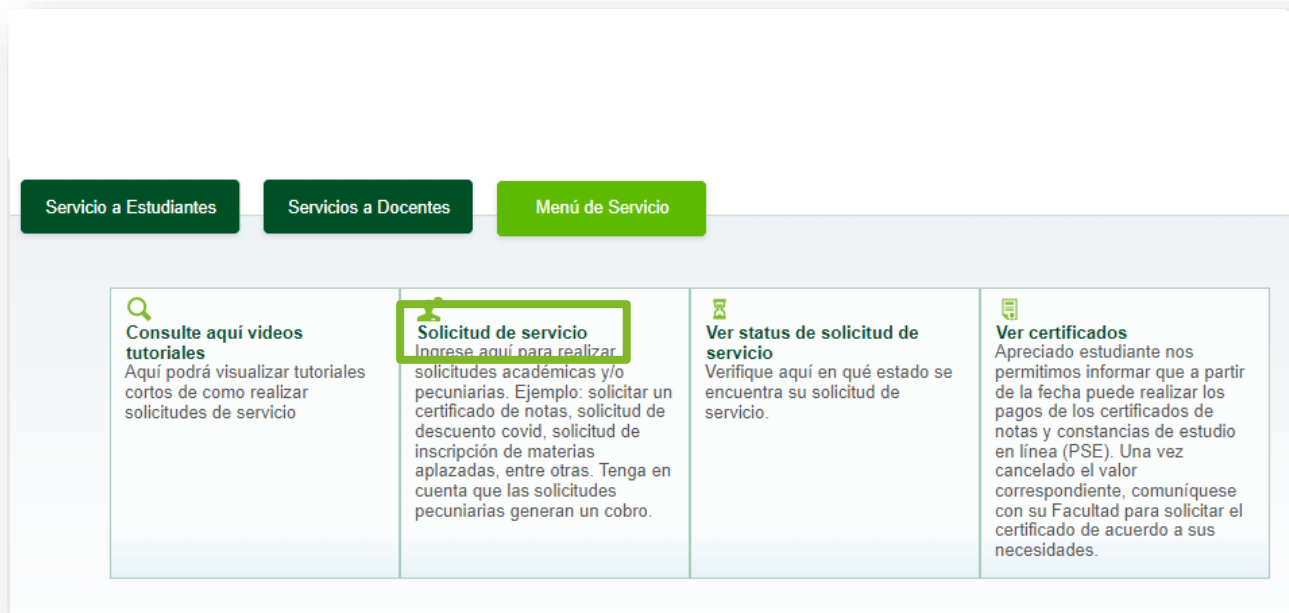 Servicio a Estudiantes
Servicios a Docentes
Menú de Servicio
Consulte aquí videos
tutoriales
Aquí podrá visualizar tutoriales
cortos de como realizar
solicitudes de servicio
Solicitud de servicio
Ingrese aquí para realizar
solicitudes académicas y/o
pecuniarias. Ejemplo: solicitar un
certificado de notas, solicitud de
descuento covid, solicitud de
inscripción de materias
aplazadas, entre otras. Tenga en
cuenta que las solicitudes
pecuniarias generan un cobro.
Ver status de solicitud de
servicio
Verifique aquí en qué estado se
encuentra su solicitud de
servicio.
Ver certificados
Apreciado estudiante nos
permitimos informar que a partir
de la fecha puede realizar los
pagos de los certificados de
notas y constancias de estudio
en línea (PSE). Una vez
cancelado el valor
correspondiente, comuníquese
con su Facultad para solicitar el
certificado de acuerdo a sus
necesidades.